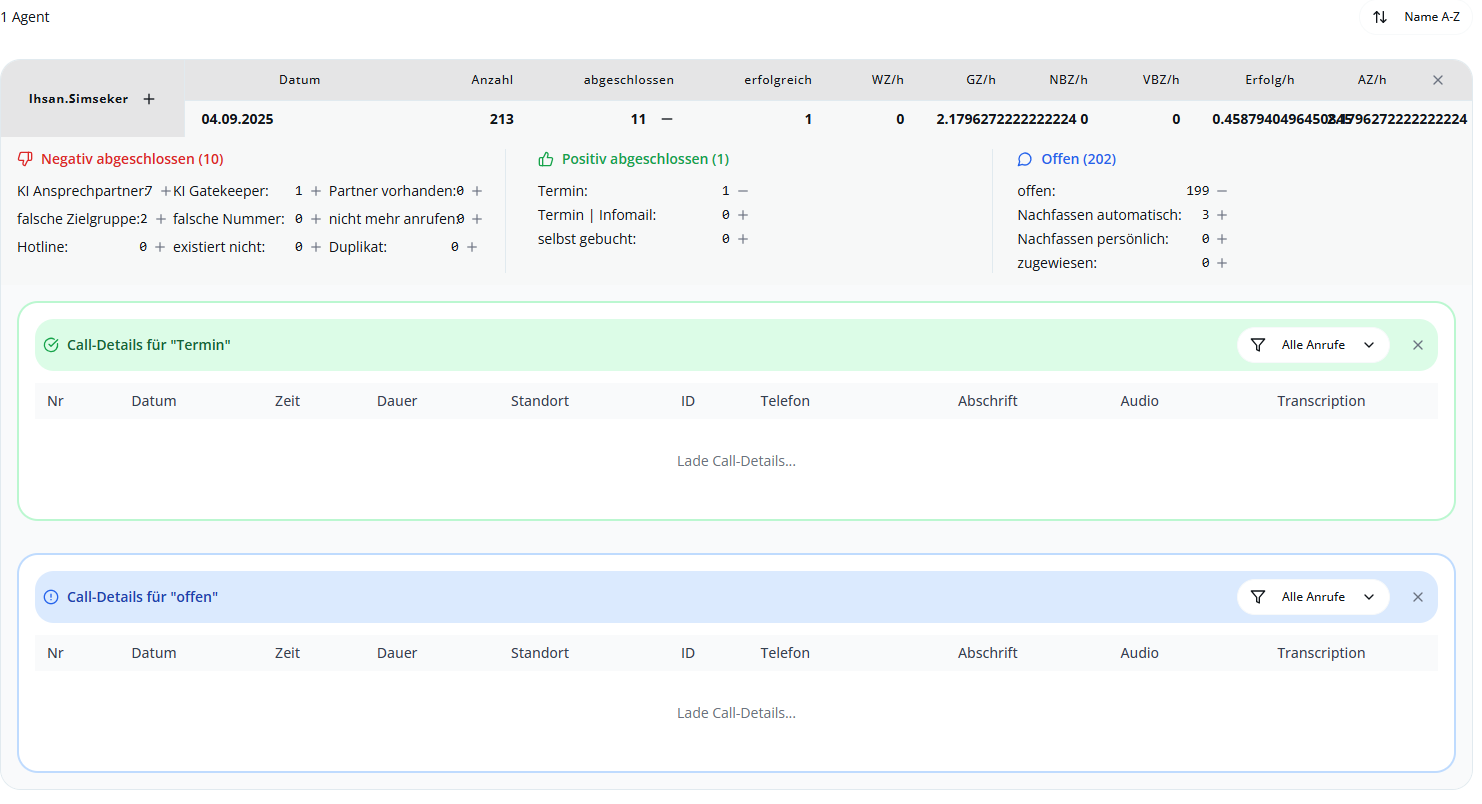 1 Agent
Name A-Z
Datum Anzahl abgeschlossen erfolgreich WZ/h GZ/h NBZ/h VBZ/h Erfolg/h AZ/h
Ihsan.Simseker
04.09.2025 213 11 1 0 2.1796272222222224 0 0 2.1796272222222224
Negativ abgeschlossen (10) Positiv abgeschlossen (1) Offen (202)
KI Ansprechpartner: 7 KI Gatekeeper: 1 Partner vorhanden: 0 Termin: 1 offen: 199
falsche Zielgruppe: 2 falsche Nummer: 0 nicht mehr anrufen: 0 Termin | Infomail: 0 Nachfassen automatisch: 3
Hotline: 0 existiert nicht: 0 Duplikat: 0 selbst gebucht: 0 Nachfassen persönlich: 0
zugewiesen: 0
Call-Details für "Termin" Alle Anrufe
Nr Datum Zeit Dauer Standort ID Telefon Abschrift Audio Transcription
Lade Call-Details...
Call-Details für "offen" Alle Anrufe
Nr Datum Zeit Dauer Standort ID Telefon Abschrift Audio Transcription
Lade Call-Details...